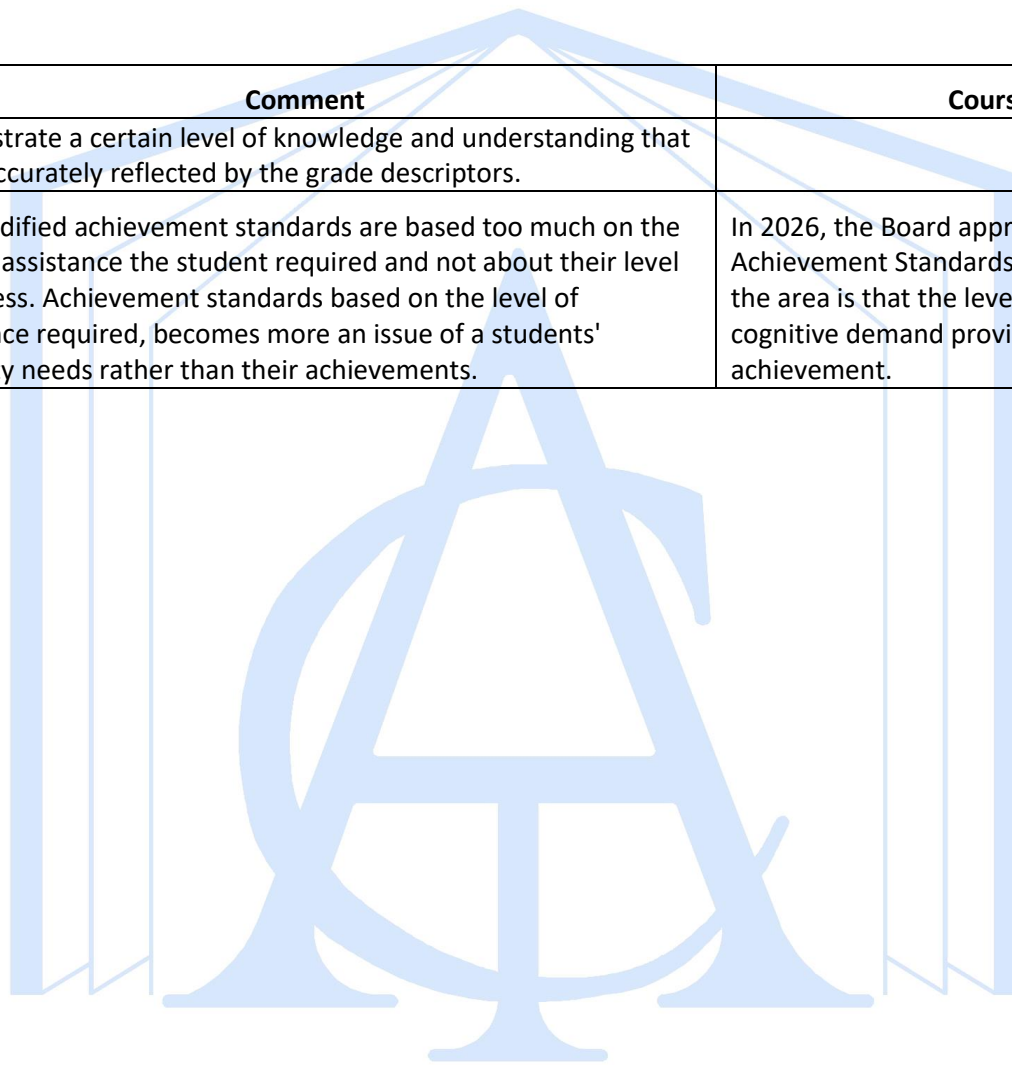 Comment
Cours
strate a certain level of knowledge and understanding that
ccurately reflected by the grade descriptors.
dified achievement standards are based too much on the
assistance the student required and not about their level
ess. Achievement standards based on the level of
nce required, becomes more an issue of a students'
y needs rather than their achievements.
In 2026, the Board appr
Achievement Standards
the area is that the leve
cognitive demand provi
achievement.